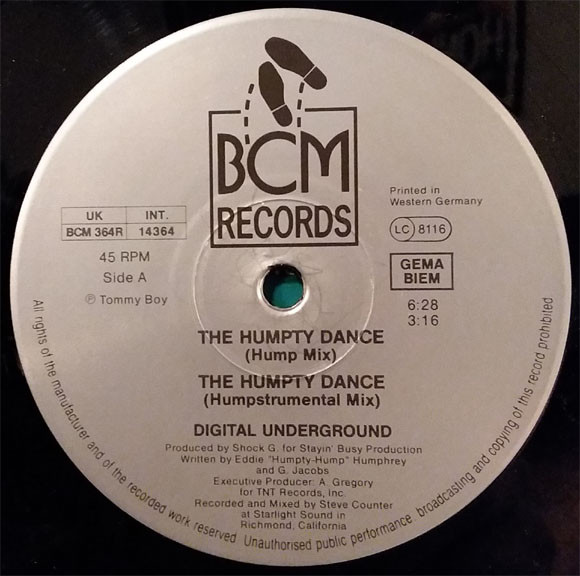 BCM
RECORDS
UK INT.
BCM 364R 14364
45 RPM
Side A
℗ Tommy Boy
Printed in
Western Germany
LC 8116
GEMA
BIEM
6:28
3:16
THE HUMPTY DANCE
(Hump Mix)
THE HUMPTY DANCE
(Humpstrumental Mix)
DIGITAL UNDERGROUND
Produced by Shock G. for Stayin' Busy Production
Written by Eddie "Humpty-Hump" Humphrey
and G. Jacobs
Executive Producer: A. Gregory
for TNT Records, Inc.
Recorded and Mixed by Steve Counter
at Starlight Sound in
Richmond, California
All rights of the manufacturer and of the recorded work reserved. Unauthorised public performance, broadcasting and copying of this record prohibited